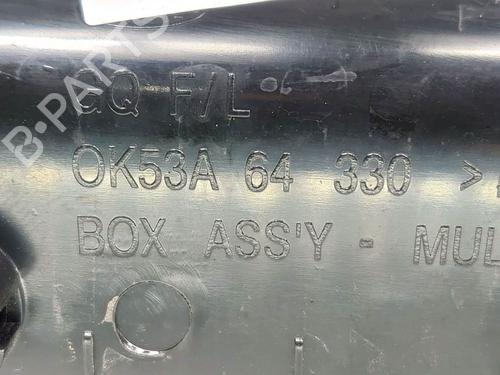 B-PARTS
GQ F/L
OK53A 64 330 >
BOX ASS'Y - MUL